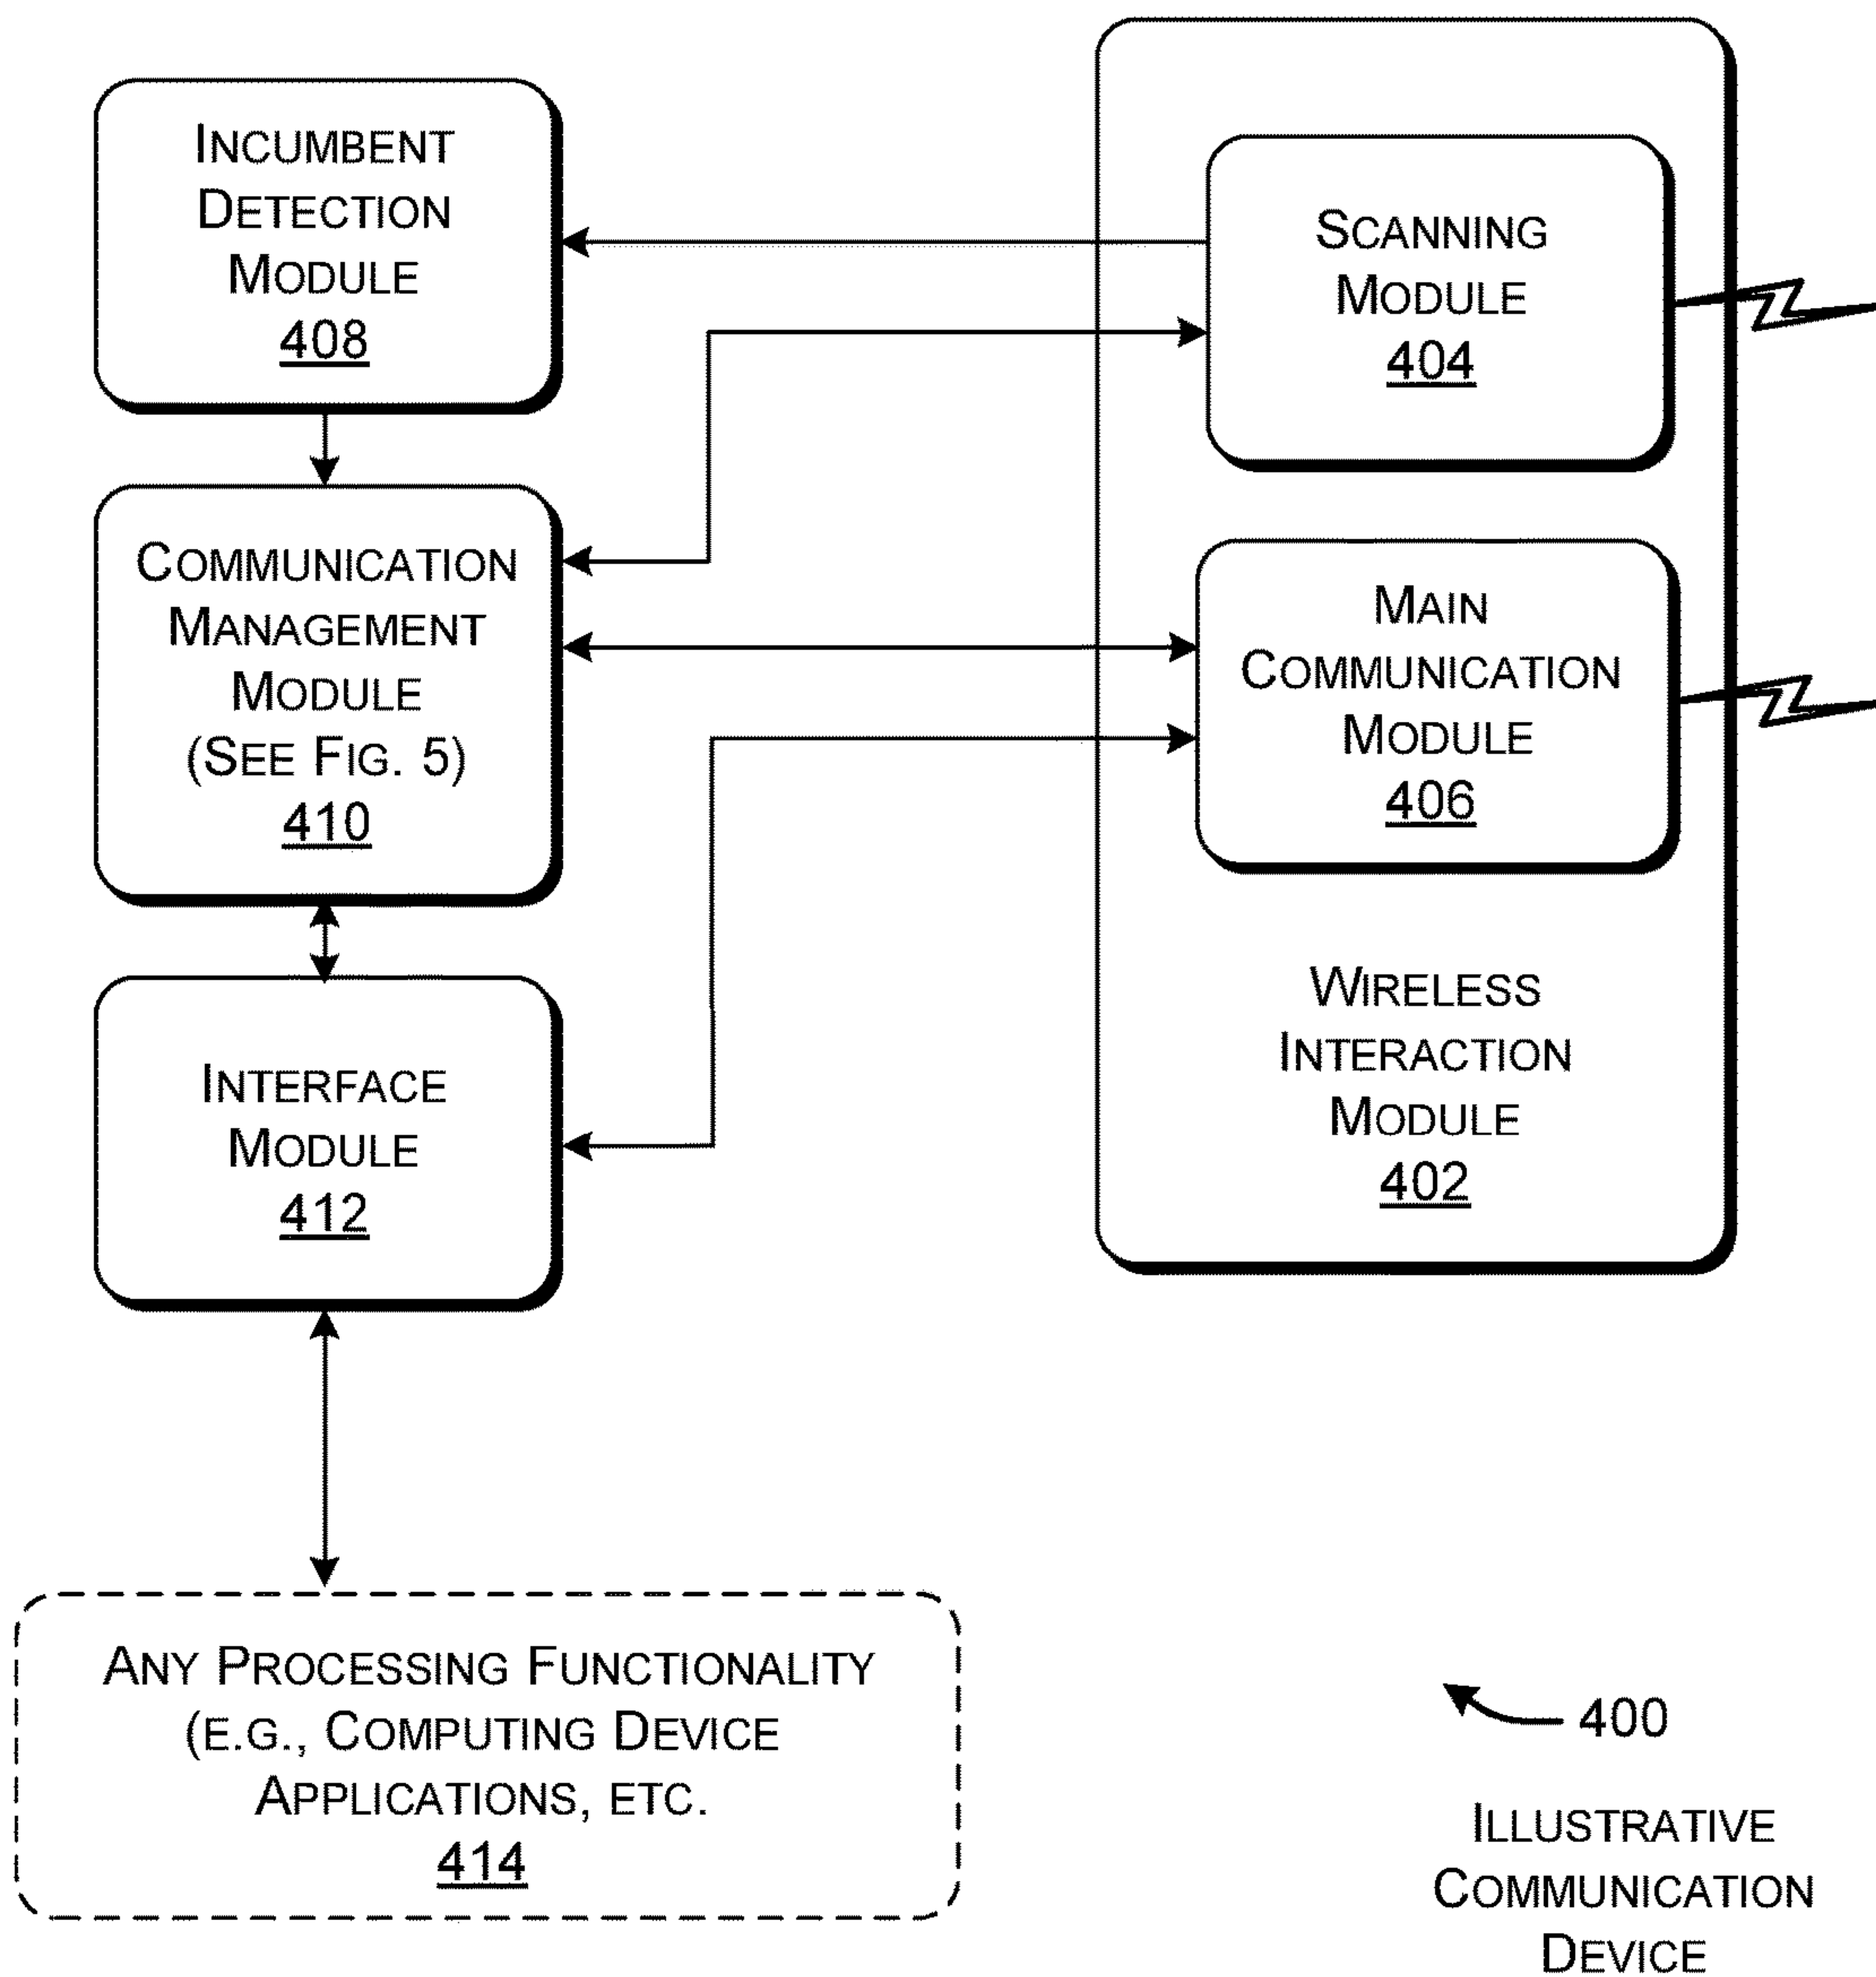 INCUMBENT
DETECTION
MODULE
408
COMMUNICATION
MANAGEMENT
MODULE
(SEE FIG. 5)
410
INTERFACE
MODULE
412
ANY PROCESSING FUNCTIONALITY
(E.G., COMPUTING DEVICE
APPLICATIONS, ETC.
414
SCANNING
MODULE
404
MAIN
COMMUNICATION
MODULE
406
WIRELESS
INTERACTION
MODULE
402
400
ILLUSTRATIVE
COMMUNICATION
DEVICE